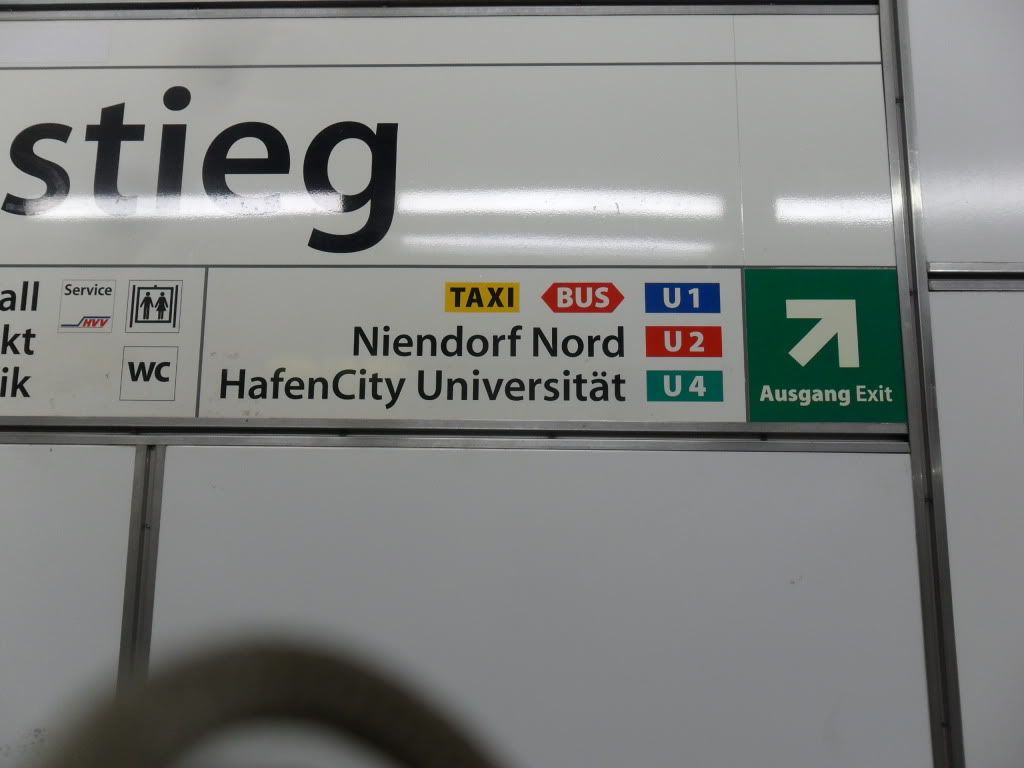 stieg
all Service HVV
kt
ik WC
TAXI BUS U1
Niendorf Nord U2
HafenCity Universität U4
Ausgang Exit